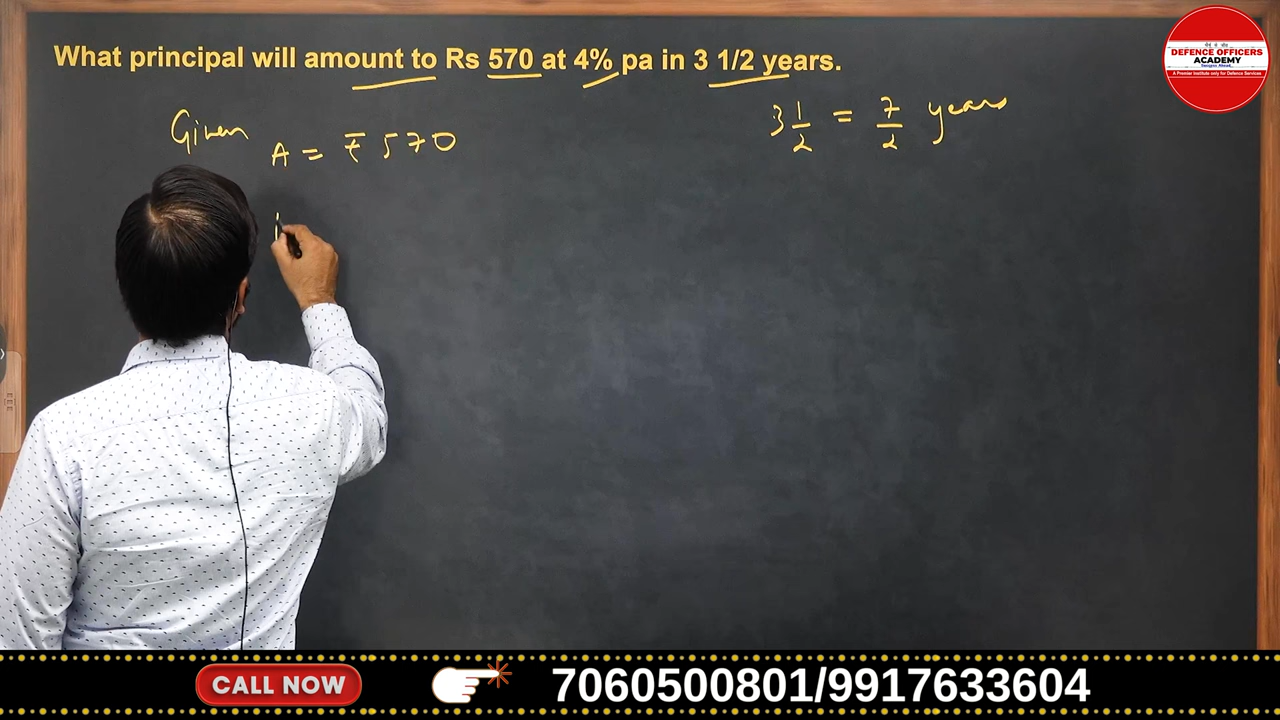 What principal will amount to Rs 570 at 4% pa in 3 1/2 years.
DEFENCE OFFICERS
ACADEMY
A Premier Institute only for Defence Services
3 1/2 = 7/2 years
Given
A = ₹ 570
CALL NOW
7060500801/9917633604